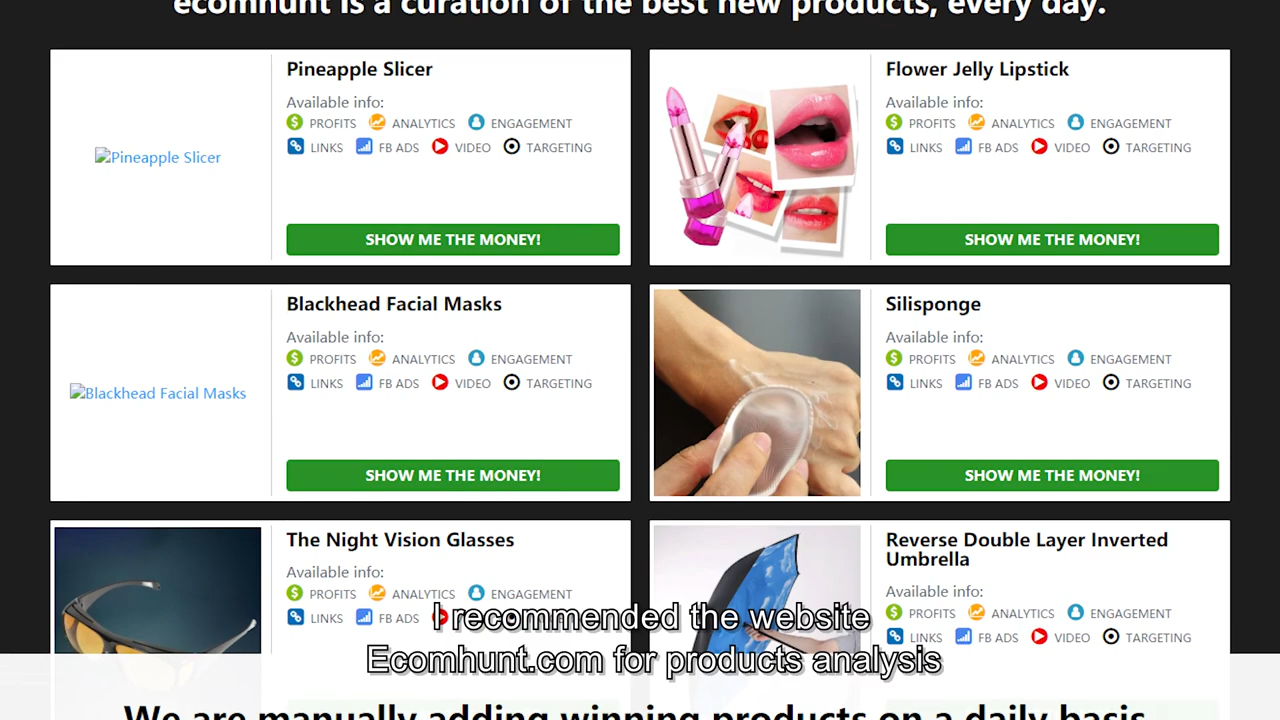 ecomhunt is a curation of the best new products, every day.
Pineapple Slicer
Available info:
PROFITS ANALYTICS ENGAGEMENT
LINKS FB ADS VIDEO TARGETING
Pineapple Slicer
SHOW ME THE MONEY!
Flower Jelly Lipstick
Available info:
PROFITS ANALYTICS ENGAGEMENT
LINKS FB ADS VIDEO TARGETING
SHOW ME THE MONEY!
Blackhead Facial Masks
Available info:
PROFITS ANALYTICS ENGAGEMENT
LINKS FB ADS VIDEO TARGETING
Blackhead Facial Masks
SHOW ME THE MONEY!
Silisponge
Available info:
PROFITS ANALYTICS ENGAGEMENT
LINKS FB ADS VIDEO TARGETING
SHOW ME THE MONEY!
The Night Vision Glasses
Available info:
PROFITS ANALYTICS ENGAGEMENT
LINKS FB ADS
Reverse Double Layer Inverted
Umbrella
Available info:
PROFITS ANALYTICS ENGAGEMENT
LINKS FB ADS VIDEO TARGETING
I recommended the website
Ecomhunt.com for products analysis
We are manually adding winning products on a daily basis